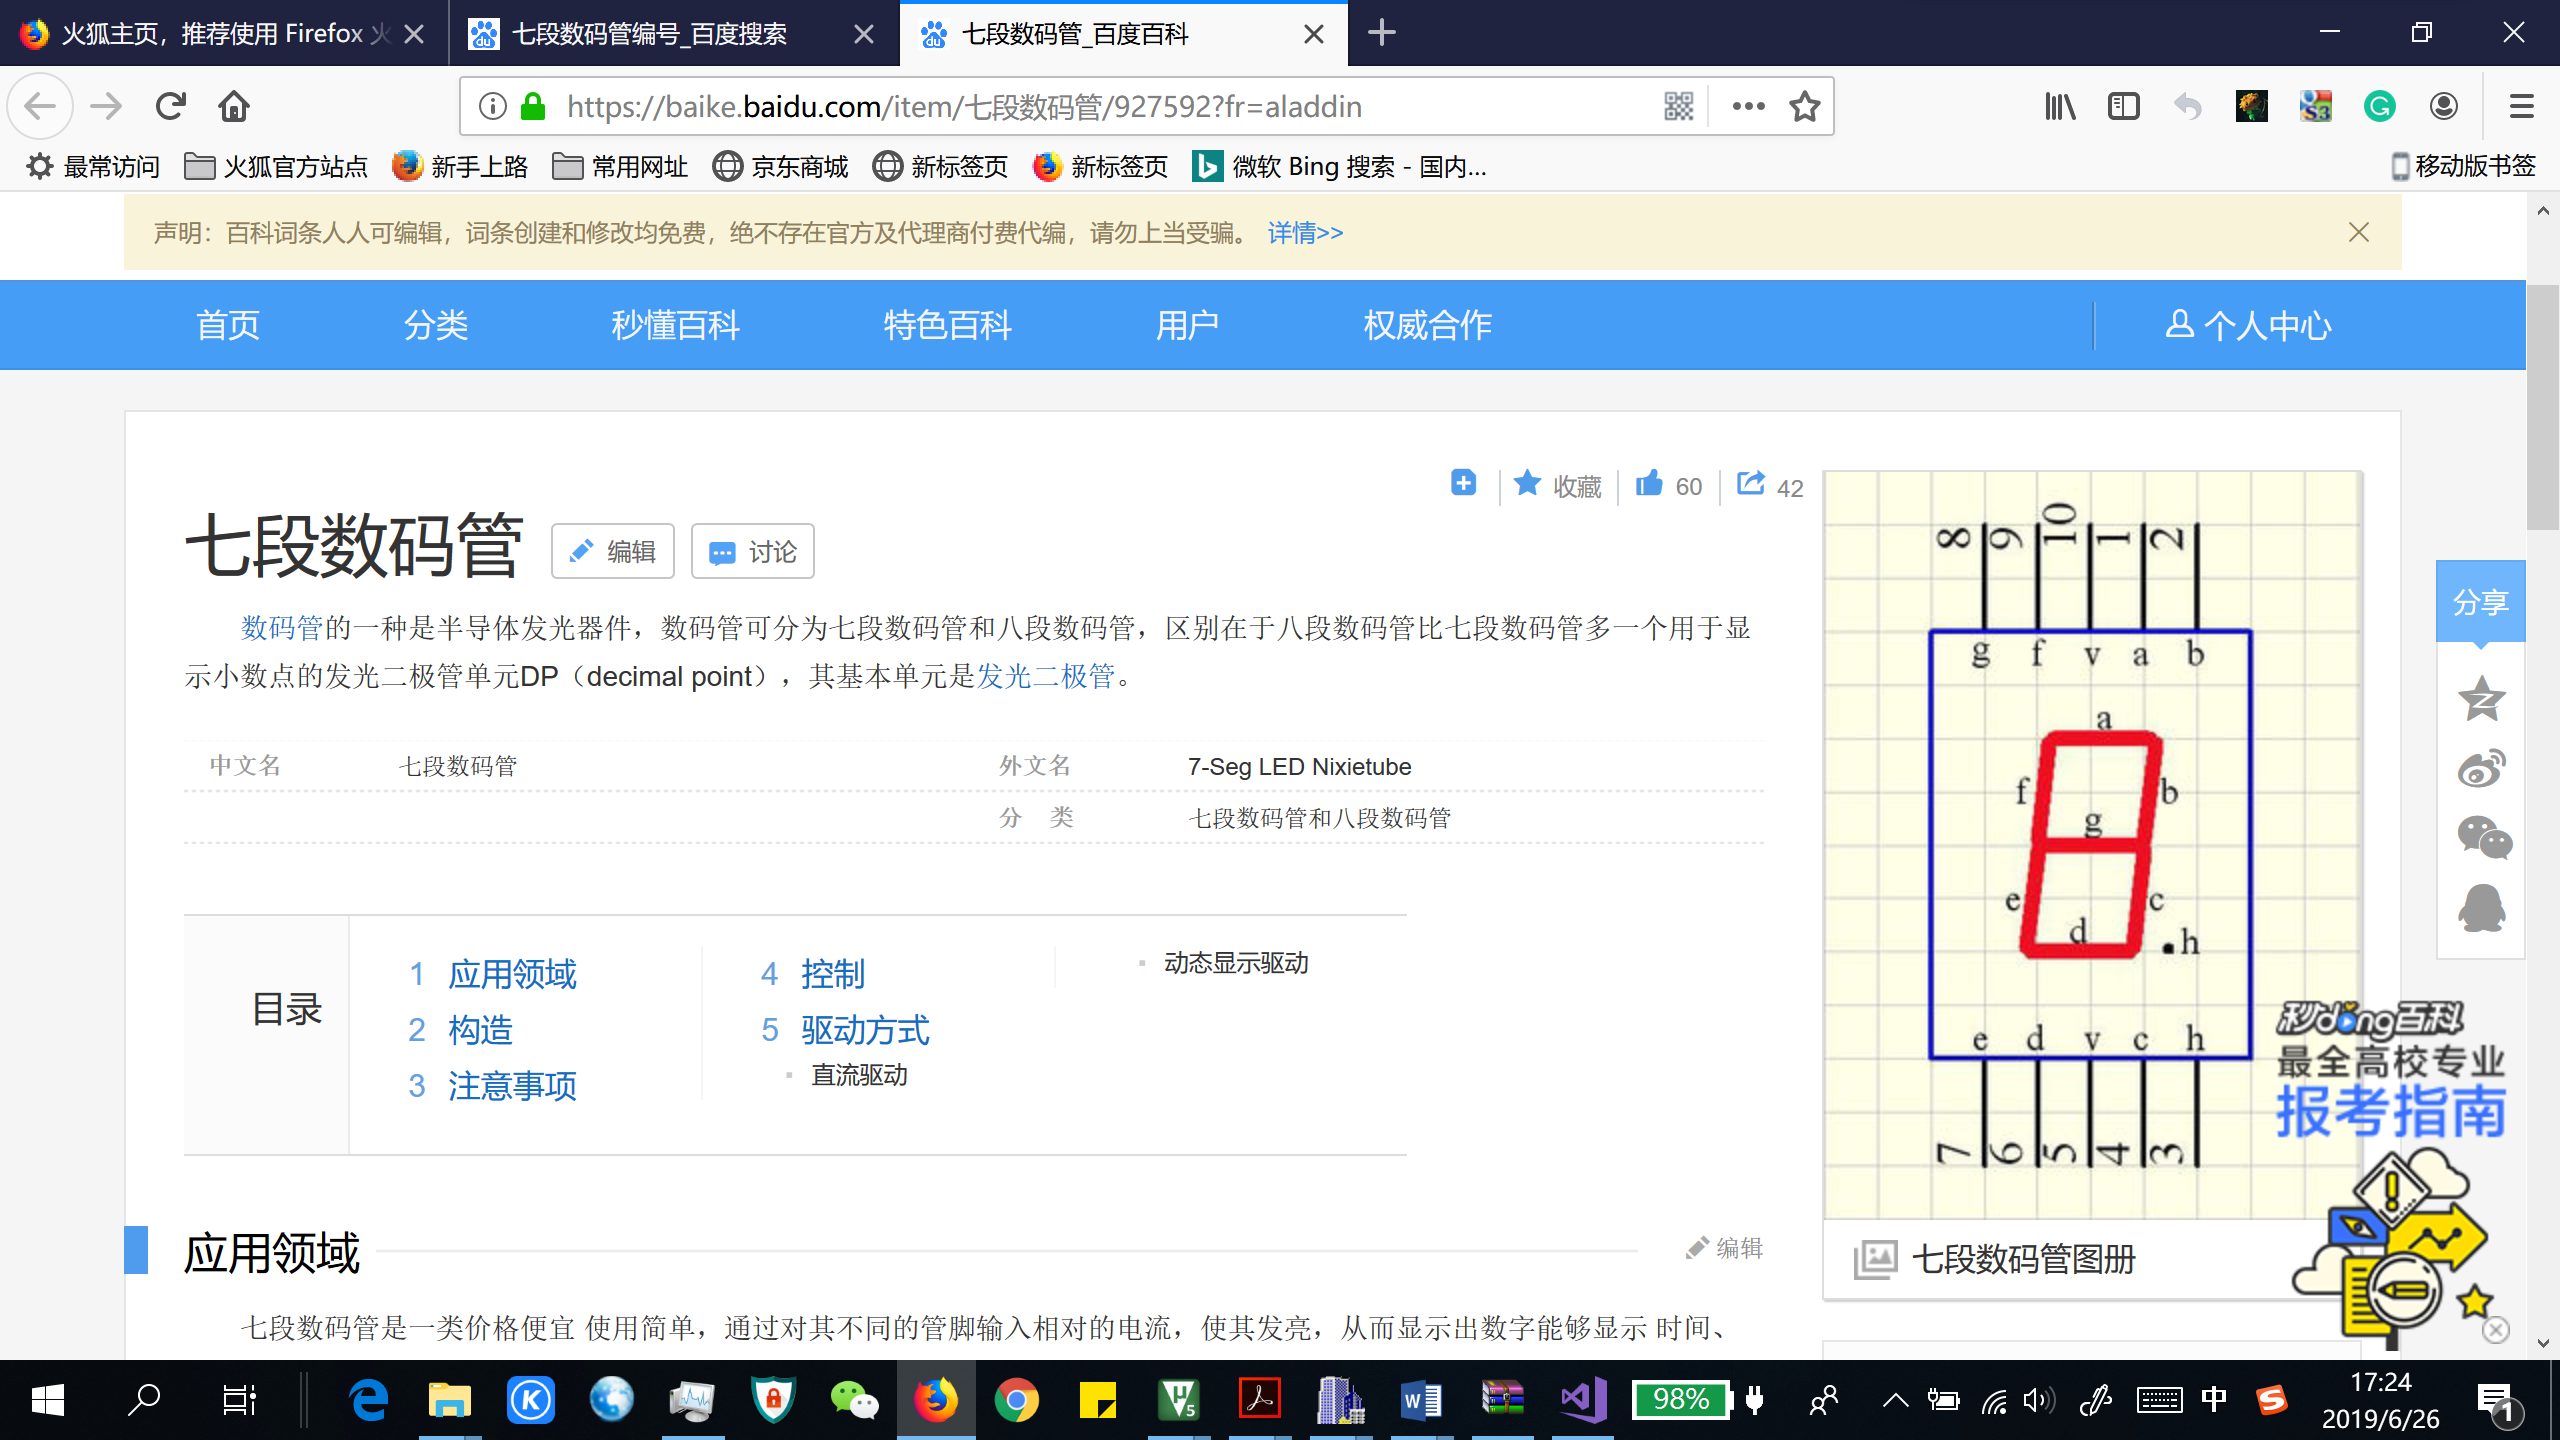 火狐主页，推荐使用 Firefox 火
七段数码管编号_百度搜索
七段数码管_百度百科
https://baike.baidu.com/item/七段数码管/927592?fr=aladdin
最常访问
火狐官方站点
新手上路
常用网址
京东商城
新标签页
新标签页
微软 Bing 搜索 - 国内...
移动版书签
声明：百科词条人人可编辑，词条创建和修改均免费，绝不存在官方及代理商付费代编，请勿上当受骗。 详情>>
首页
分类
秒懂百科
特色百科
用户
权威合作
个人中心
收藏
60
42
七段数码管
编辑
讨论
数码管的一种是半导体发光器件，数码管可分为七段数码管和八段数码管，区别在于八段数码管比七段数码管多一个用于显
示小数点的发光二极管单元DP（decimal point），其基本单元是发光二极管。
中文名
七段数码管
外文名
7-Seg LED Nixietube
分 类
七段数码管和八段数码管
目录
1 应用领域
2 构造
3 注意事项
4 控制
5 驱动方式
直流驱动
动态显示驱动
应用领域
编辑
七段数码管是一类价格便宜 使用简单，通过对其不同的管脚输入相对的电流，使其发亮，从而显示出数字能够显示 时间、
8 9 10 1 2
g f v a b
a
f
b
g
e
c
d
.h
e d v c h
7 6 5 4 3
七段数码管图册
分享
秒dǒng百科
最全高校专业
报考指南
98%
中
17:24
2019/6/26
1